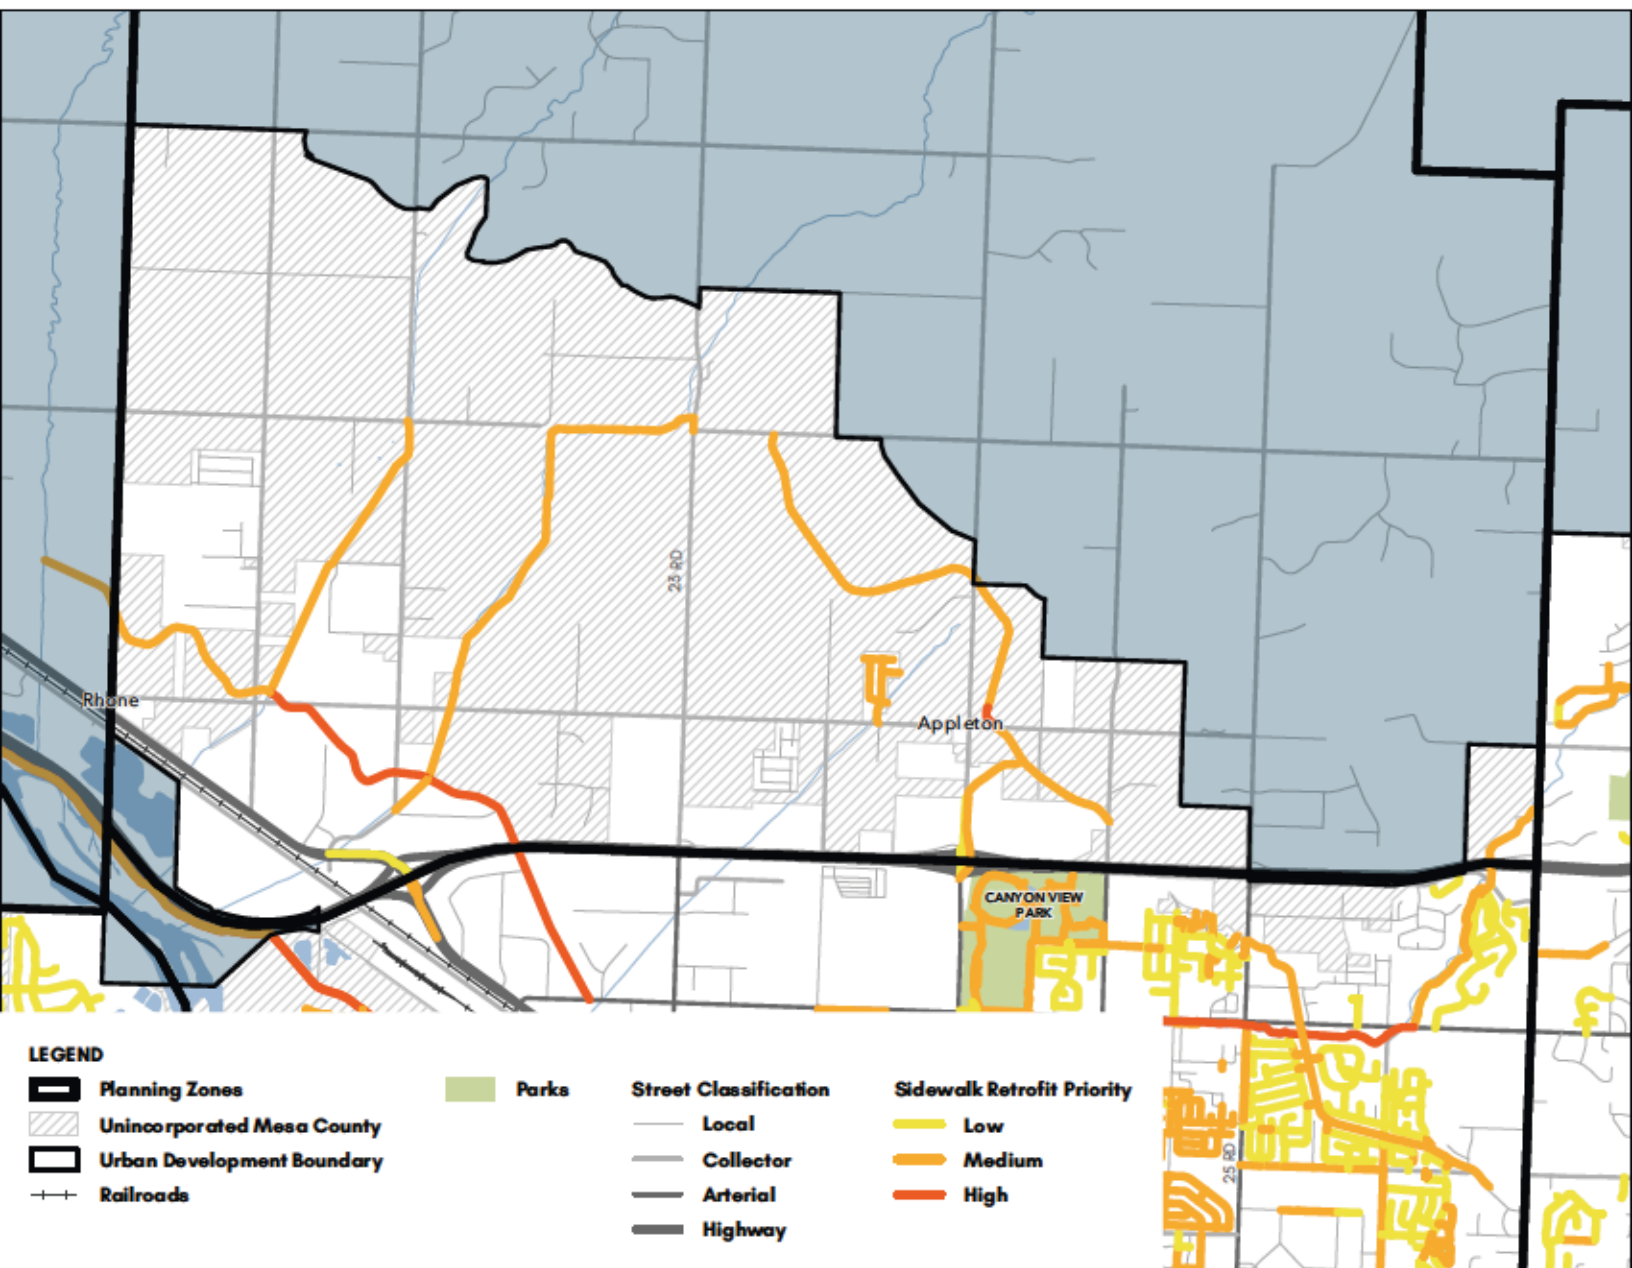 23 RD
Rhone
Appleton
CANYON VIEW
PARK
25 RD
LEGEND
Planning Zones
Unincorporated Mesa County
Urban Development Boundary
Railroads
Parks
Street Classification
Local
Collector
Arterial
Highway
Sidewalk Retrofit Priority
Low
Medium
High